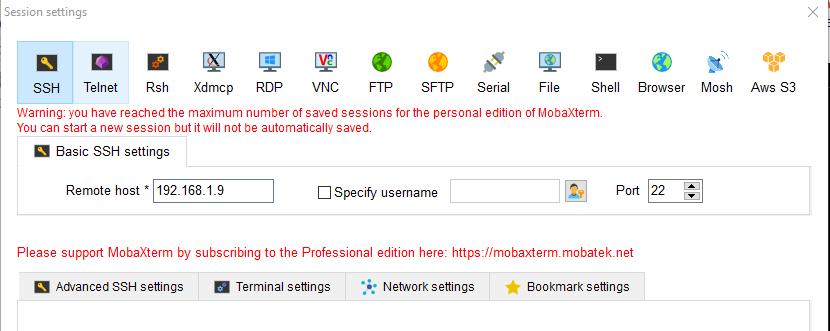 Session settings
SSH Telnet Rsh Xdmcp RDP VNC FTP SFTP Serial File Shell Browser Mosh Aws S3
Warning: you have reached the maximum number of saved sessions for the personal edition of MobaXterm.
You can start a new session but it will not be automatically saved.
Basic SSH settings
Remote host * 192.168.1.9 Specify username Port 22
Please support MobaXterm by subscribing to the Professional edition here: https://mobaxterm.mobatek.net
Advanced SSH settings Terminal settings Network settings Bookmark settings